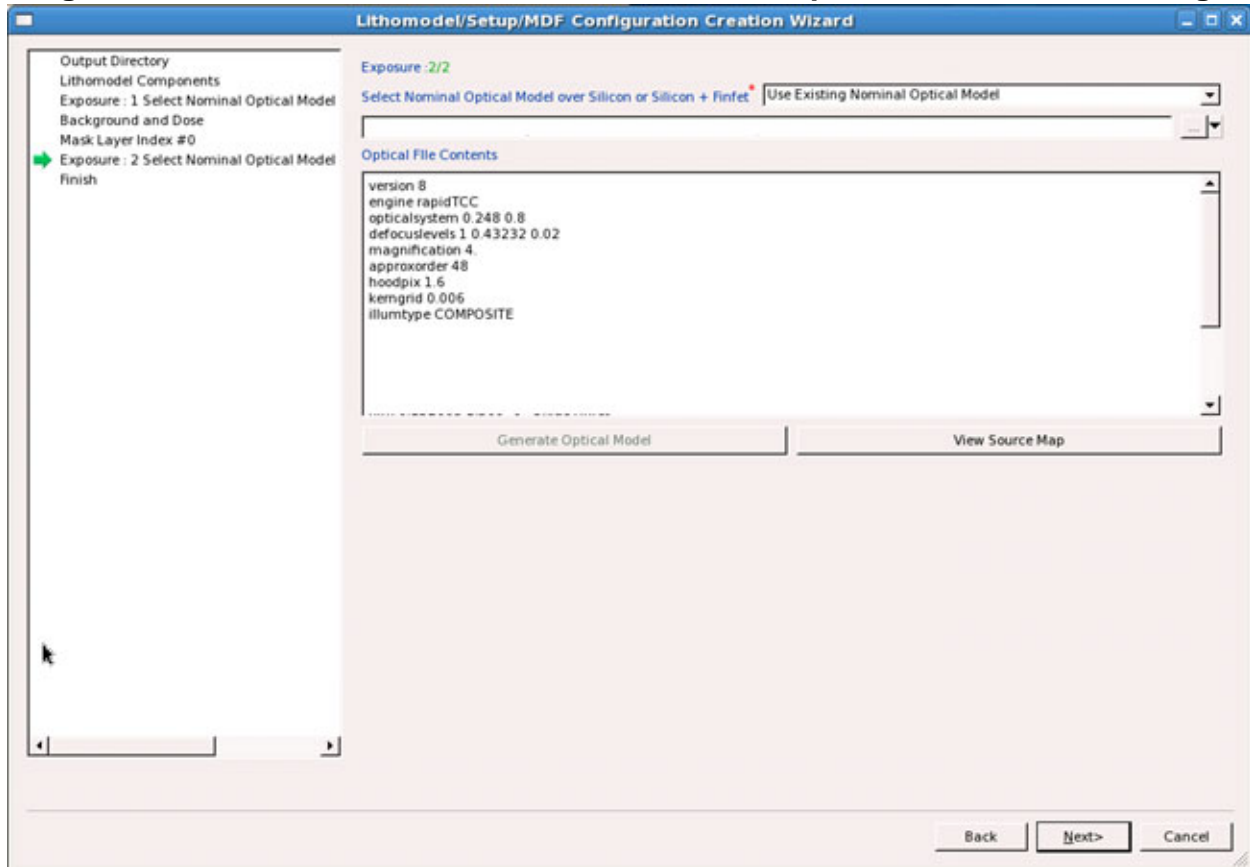 Lithomodel/Setup/MDF Configuration Creation Wizard
Output Directory
Lithomodel Components
Exposure : 1 Select Nominal Optical Model
Background and Dose
Mask Layer Index #0
Exposure : 2 Select Nominal Optical Model
Finish
Exposure :2/2
Select Nominal Optical Model over Silicon or Silicon + Finfet* Use Existing Nominal Optical Model
...
Optical File Contents
version 8
engine rapidTCC
opticalsystem 0.248 0.8
defocuslevels 1 0.43232 0.02
magnification 4.
approxorder 48
hoodpix 1.6
kerngrid 0.006
illumtype COMPOSITE
Generate Optical Model View Source Map
Back Next> Cancel